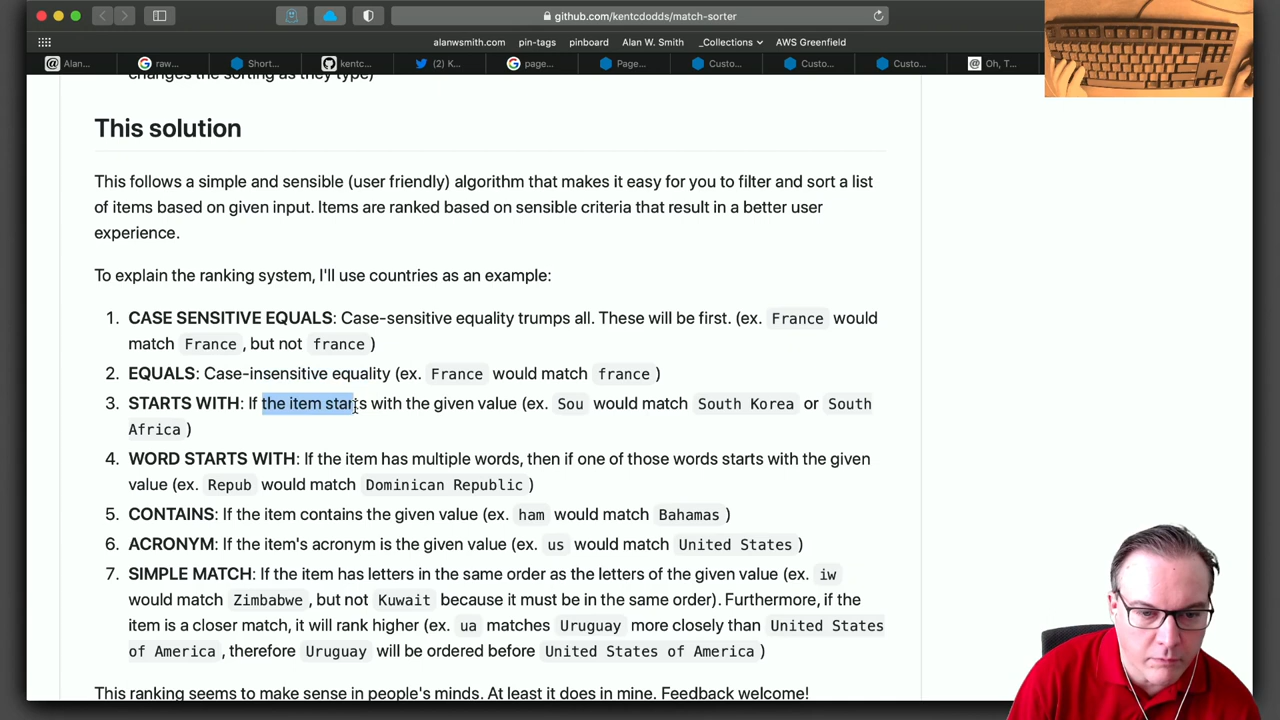 github.com/kentcdodds/match-sorter
alanwsmith.com pin-tags pinboard Alan W. Smith _Collections AWS Greenfield
Alan... raw... Short... kentc... (2) K... page... Page... Custo... Custo... Custo... Oh, T...
changes the sorting as they type)
This solution
This follows a simple and sensible (user friendly) algorithm that makes it easy for you to filter and sort a list
of items based on given input. Items are ranked based on sensible criteria that result in a better user
experience.
To explain the ranking system, I'll use countries as an example:
1. CASE SENSITIVE EQUALS: Case-sensitive equality trumps all. These will be first. (ex. France would
match France, but not france)
2. EQUALS: Case-insensitive equality (ex. France would match france)
3. STARTS WITH: If the item starts with the given value (ex. Sou would match South Korea or South
Africa)
4. WORD STARTS WITH: If the item has multiple words, then if one of those words starts with the given
value (ex. Repub would match Dominican Republic)
5. CONTAINS: If the item contains the given value (ex. ham would match Bahamas)
6. ACRONYM: If the item's acronym is the given value (ex. us would match United States)
7. SIMPLE MATCH: If the item has letters in the same order as the letters of the given value (ex. iw
would match Zimbabwe, but not Kuwait because it must be in the same order). Furthermore, if the
item is a closer match, it will rank higher (ex. ua matches Uruguay more closely than United States
of America, therefore Uruguay will be ordered before United States of America)
This ranking seems to make sense in people's minds. At least it does in mine. Feedback welcome!